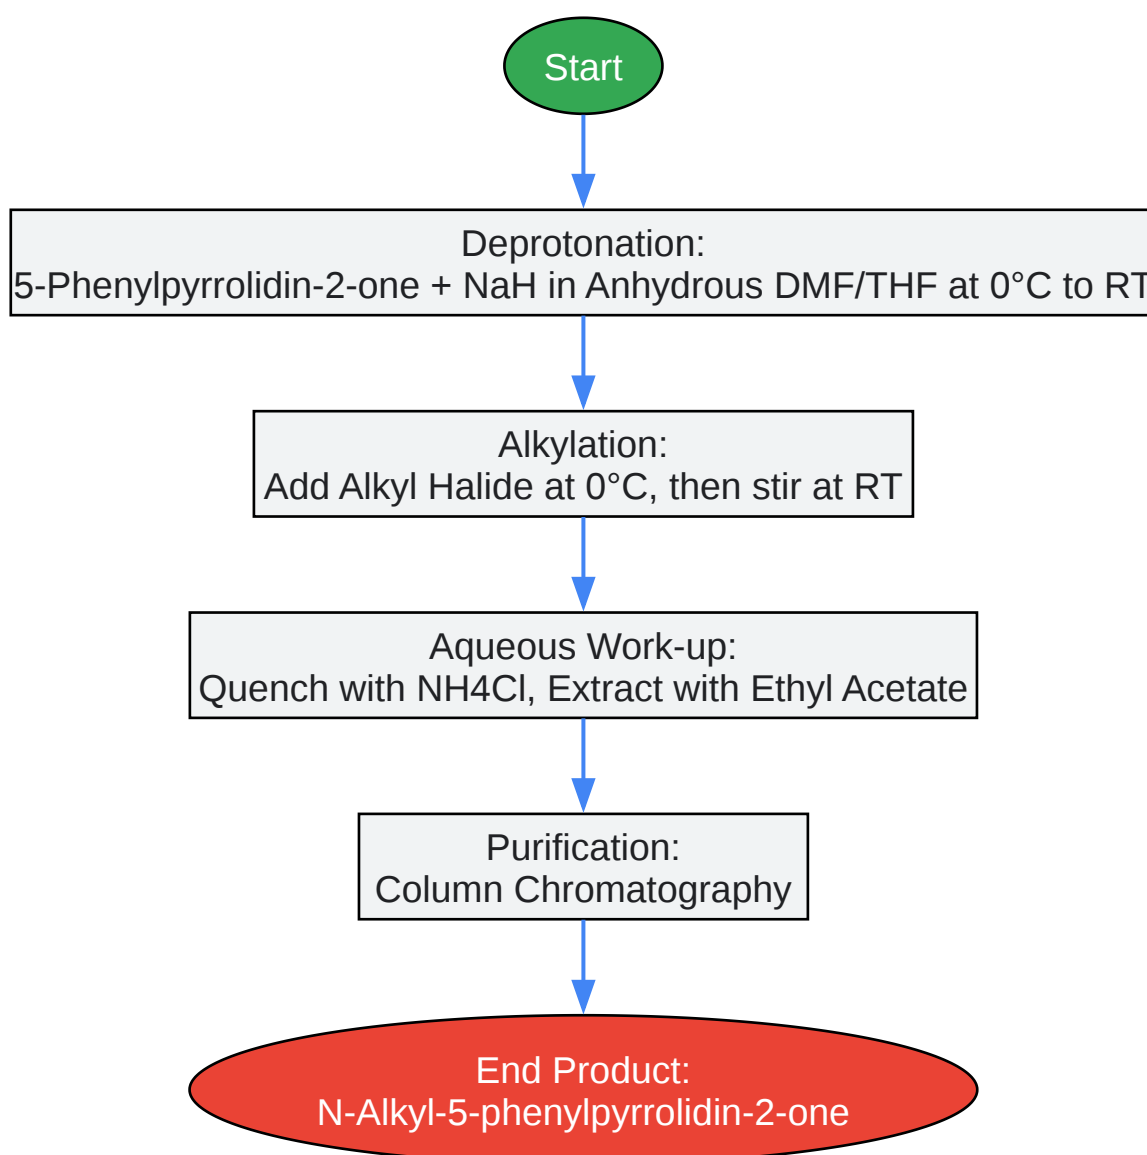 Start
Deprotonation:
5-Phenylpyrrolidin-2-one + NaH in Anhydrous DMF/THF at 0°C to RT
Alkylation:
Add Alkyl Halide at 0°C, then stir at RT
Aqueous Work-up:
Quench with NH4Cl, Extract with Ethyl Acetate
Purification:
Column Chromatography
End Product:
N-Alkyl-5-phenylpyrrolidin-2-one